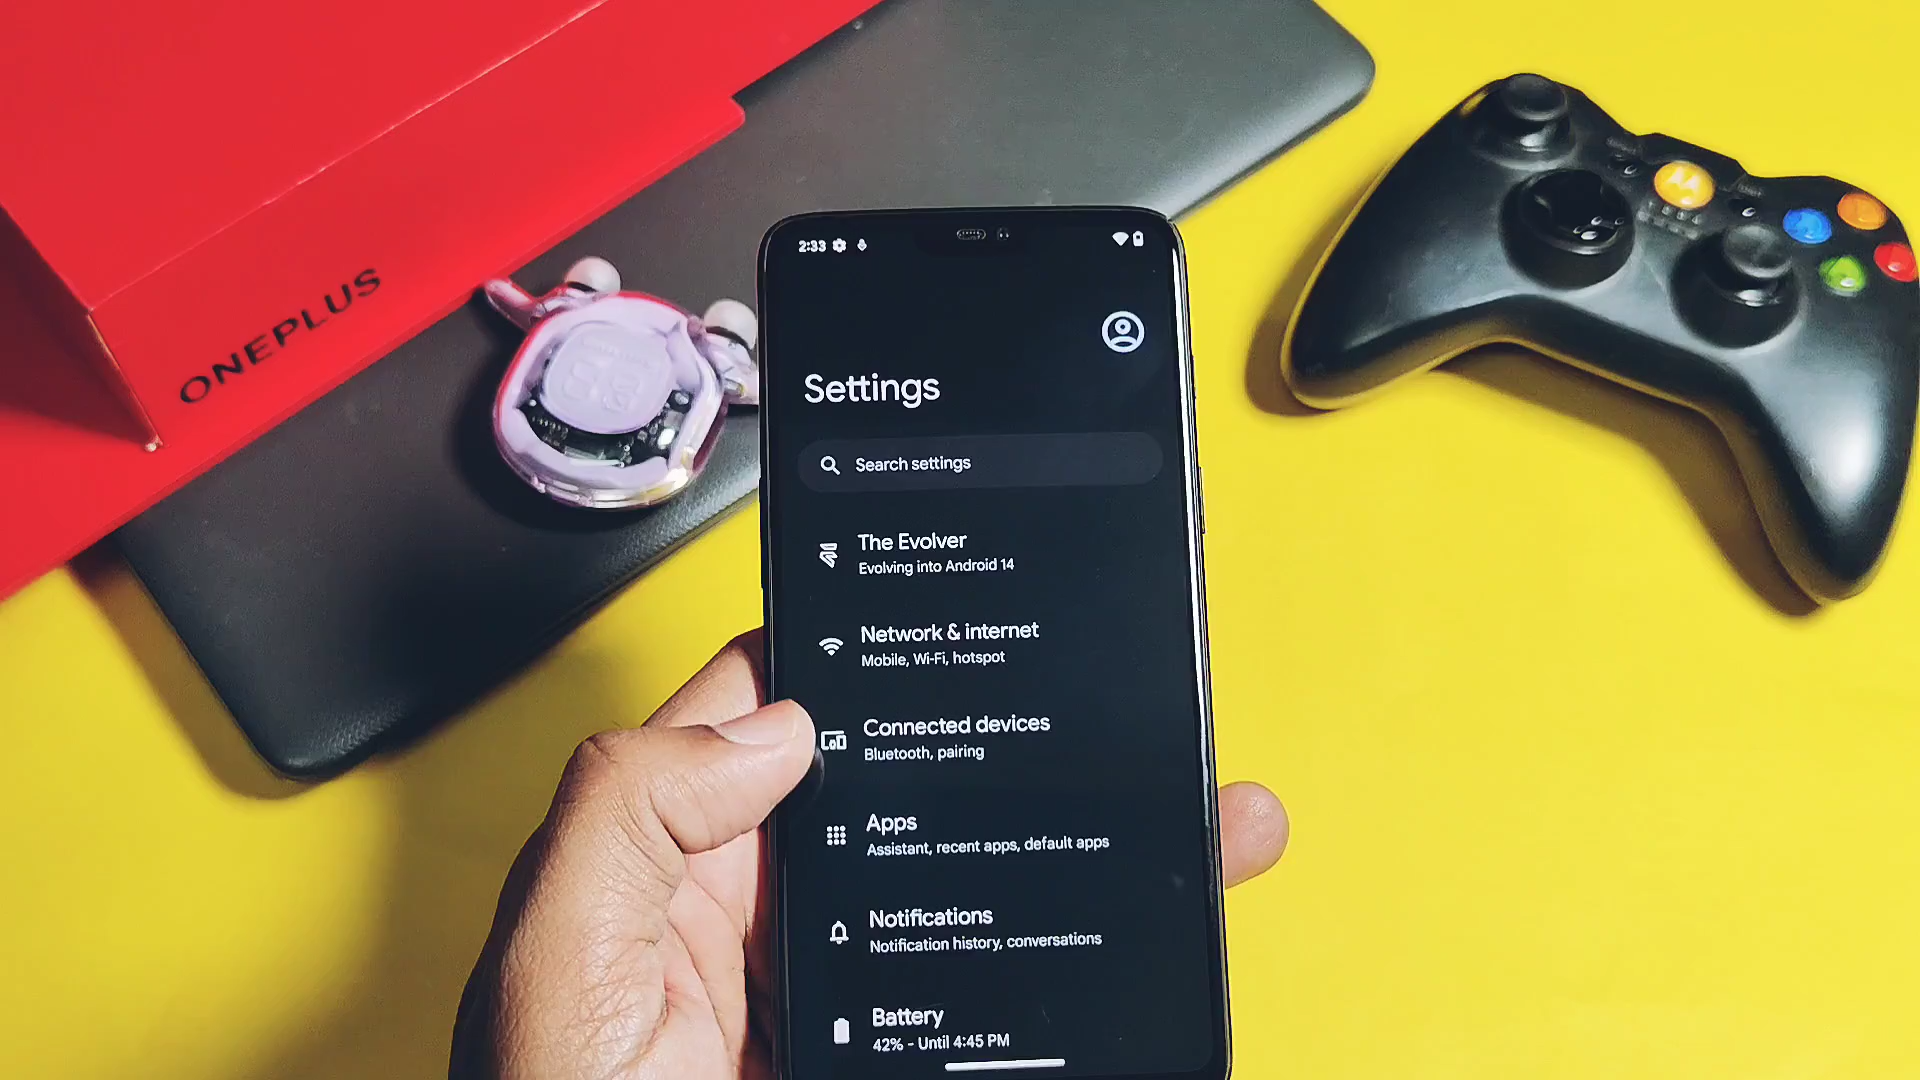 ONEPLUS
2:33
Settings
Search settings
The Evolver
Evolving into Android 14
Network & internet
Mobile, Wi-Fi, hotspot
Connected devices
Bluetooth, pairing
Apps
Assistant, recent apps, default apps
Notifications
Notification history, conversations
Battery
42% - Until 4:45 PM